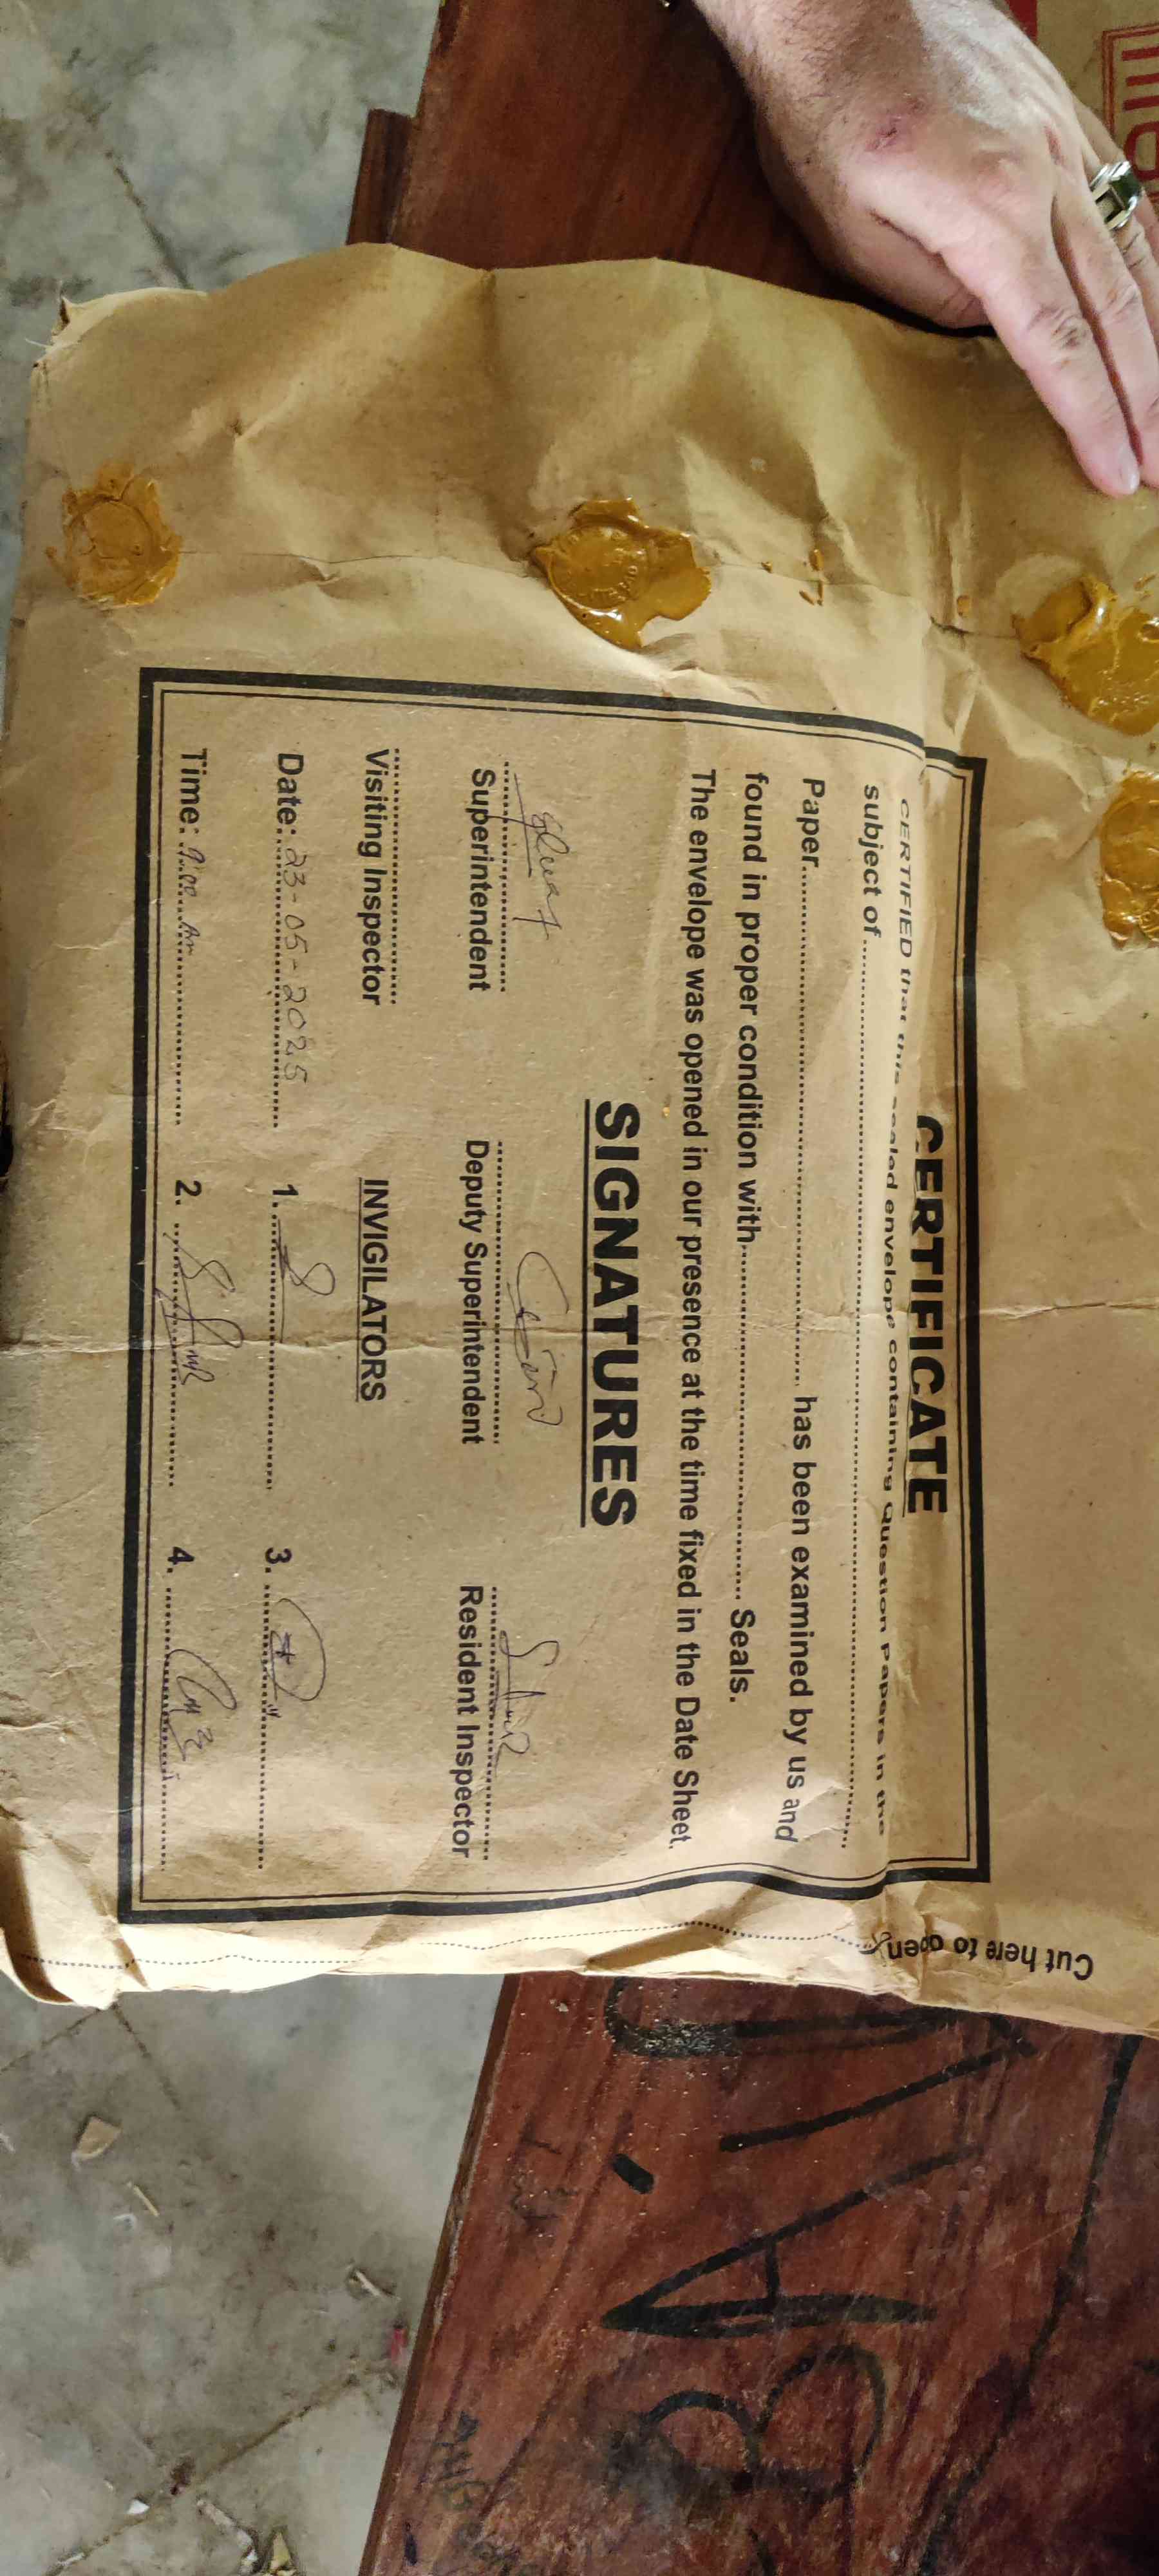 CERTIFICATE
CERTIFIED that this sealed envelope containing Question Papers in the
subject of....................
Paper.................... has been examined by us and
found in proper condition with.................... Seals.
The envelope was opened in our presence at the time fixed in the Date Sheet.
SIGNATURES
Superintendent Deputy Superintendent Resident Inspector
Visiting Inspector INVIGILATORS
Date: 23-05-2025 1. 3.
Time: 9:00 Am 2. 4.
Cut here to open